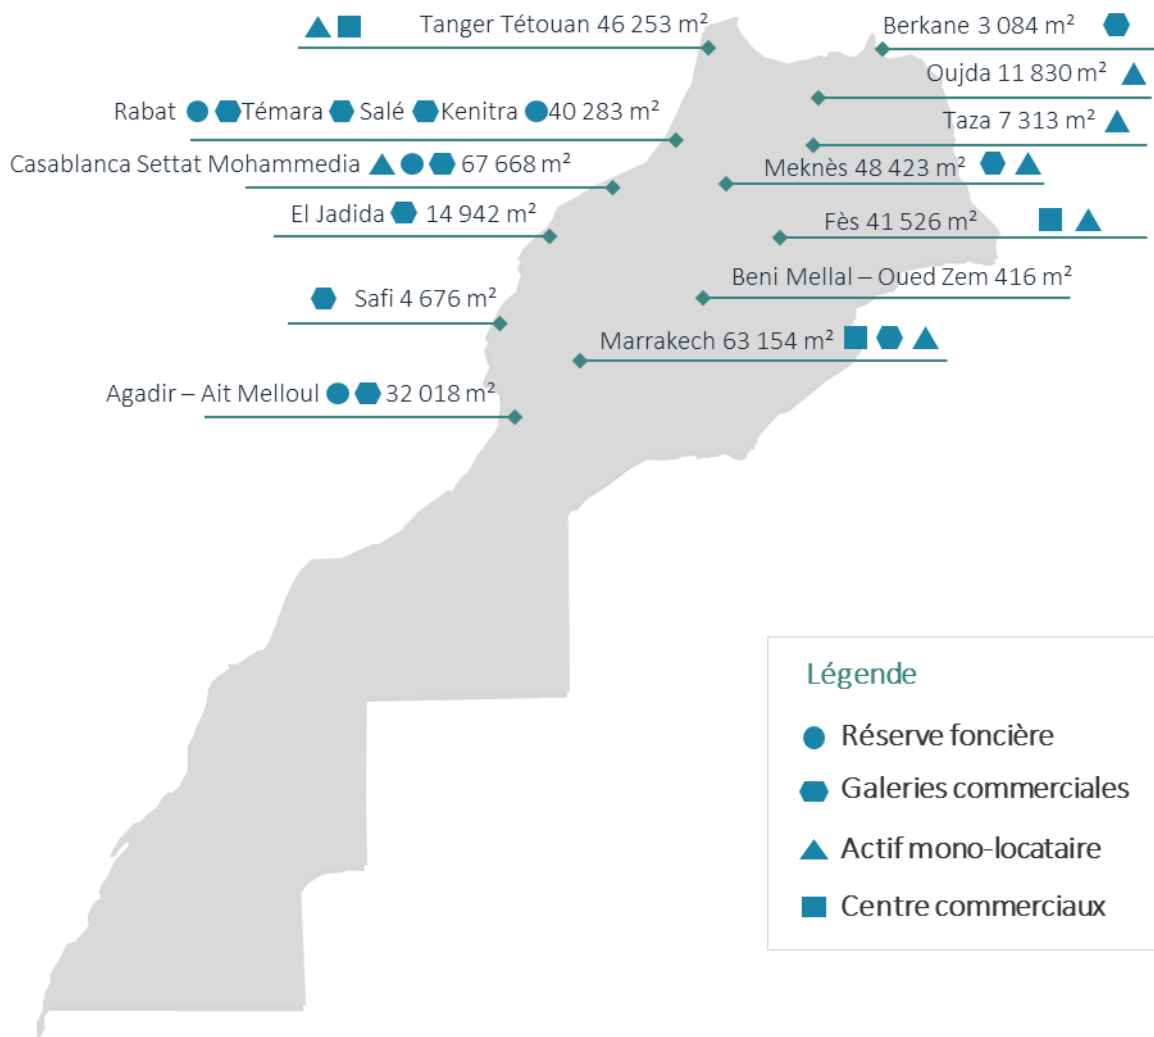 Tanger Tétouan 46 253 m²
Berkane 3 084 m²
Oujda 11 830 m²
Rabat Témara Salé Kenitra 40 283 m²
Taza 7 313 m²
Casablanca Settat Mohammedia 67 668 m²
Meknès 48 423 m²
El Jadida 14 942 m²
Fès 41 526 m²
Beni Mellal – Oued Zem 416 m²
Safi 4 676 m²
Marrakech 63 154 m²
Agadir – Ait Melloul 32 018 m²
Légende
Réserve foncière
Galeries commerciales
Actif mono-locataire
Centre commerciaux